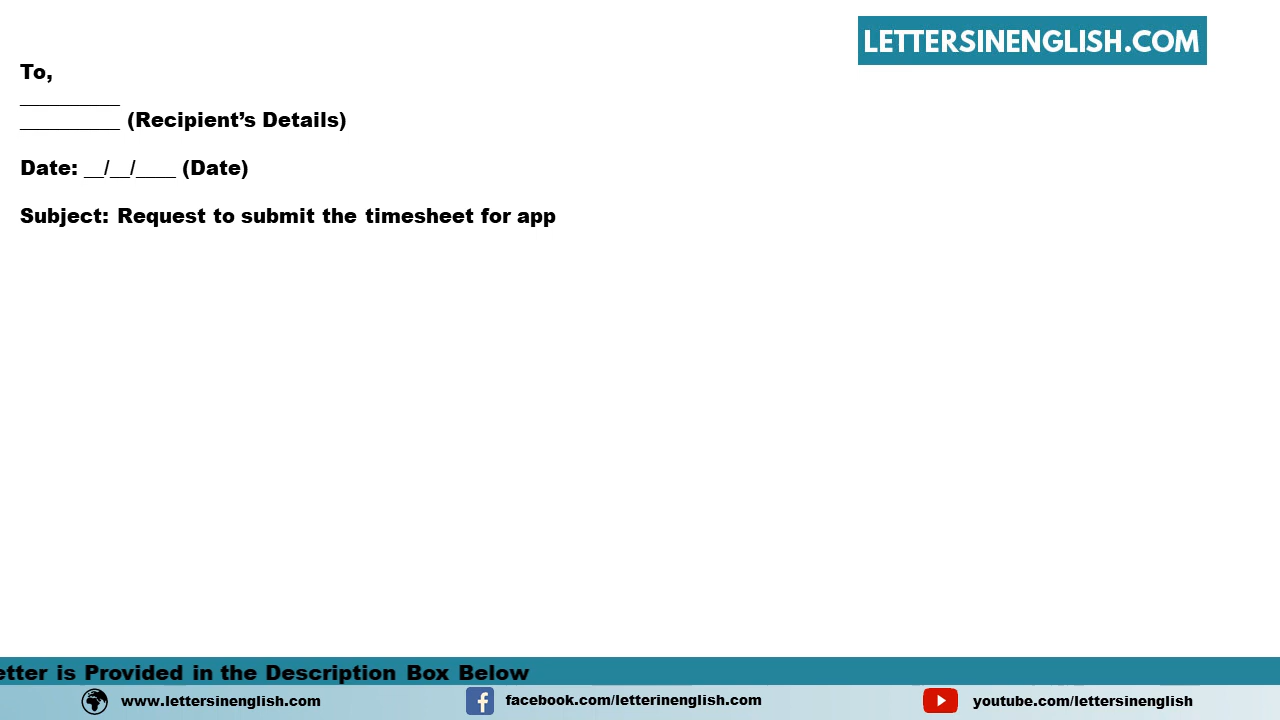 LETTERSINENGLISH.COM
To,
__________
__________ (Recipient’s Details)
Date: __/__/____ (Date)
Subject: Request to submit the timesheet for app
etter is Provided in the Description Box Below
www.lettersinenglish.com
facebook.com/letterinenglish.com
youtube.com/lettersinenglish